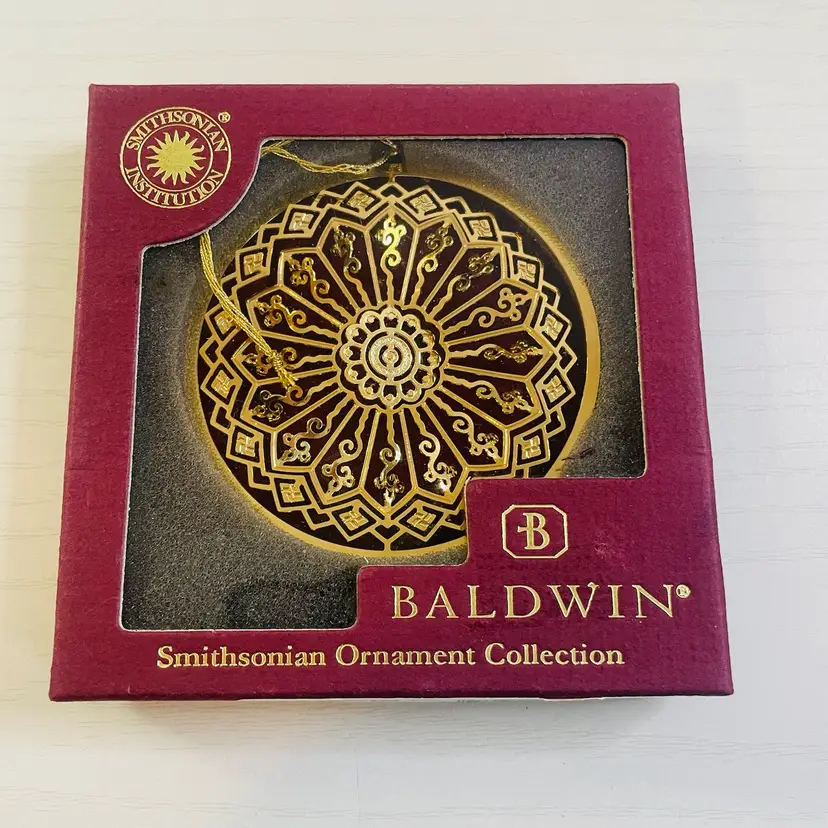 SMITHSONIAN
INSTITUTION
®
B
BALDWIN®
Smithsonian Ornament Collection